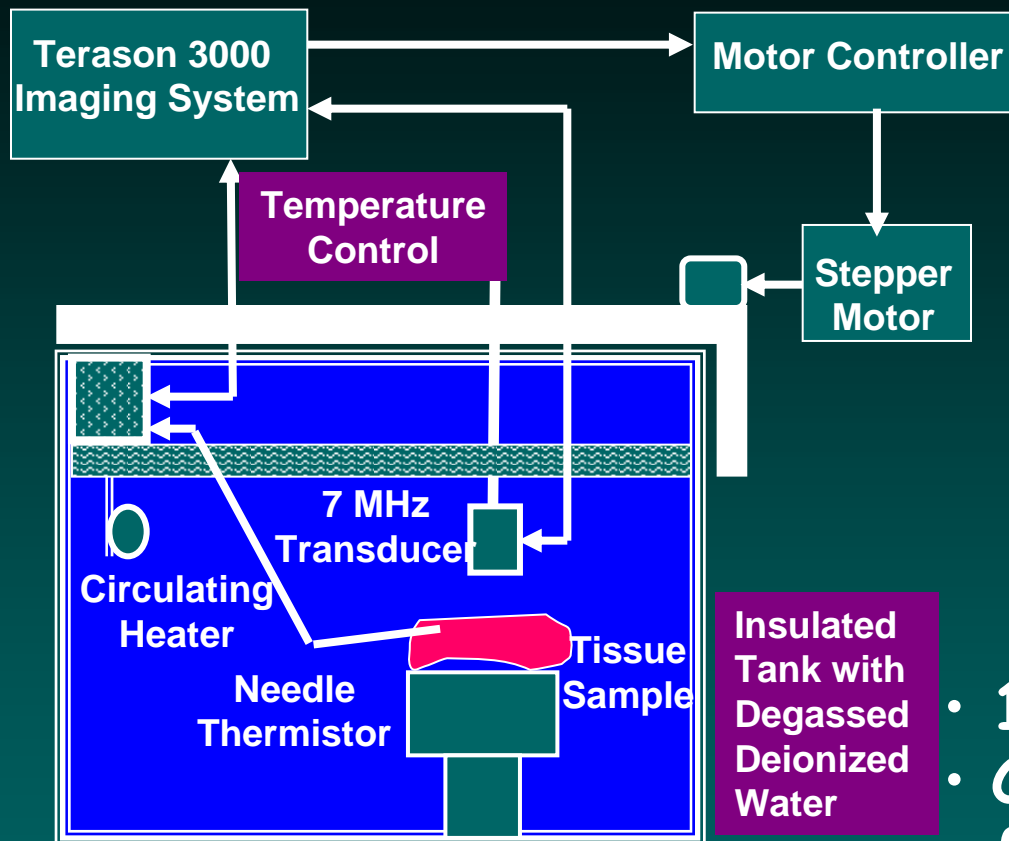 Terason 3000
Imaging System
Motor Controller
Temperature
Control
Stepper
Motor
7 MHz
Transducer
Circulating
Heater
Tissue
Sample
Needle
Thermistor
Insulated
Tank with
Degassed
Deionized
Water